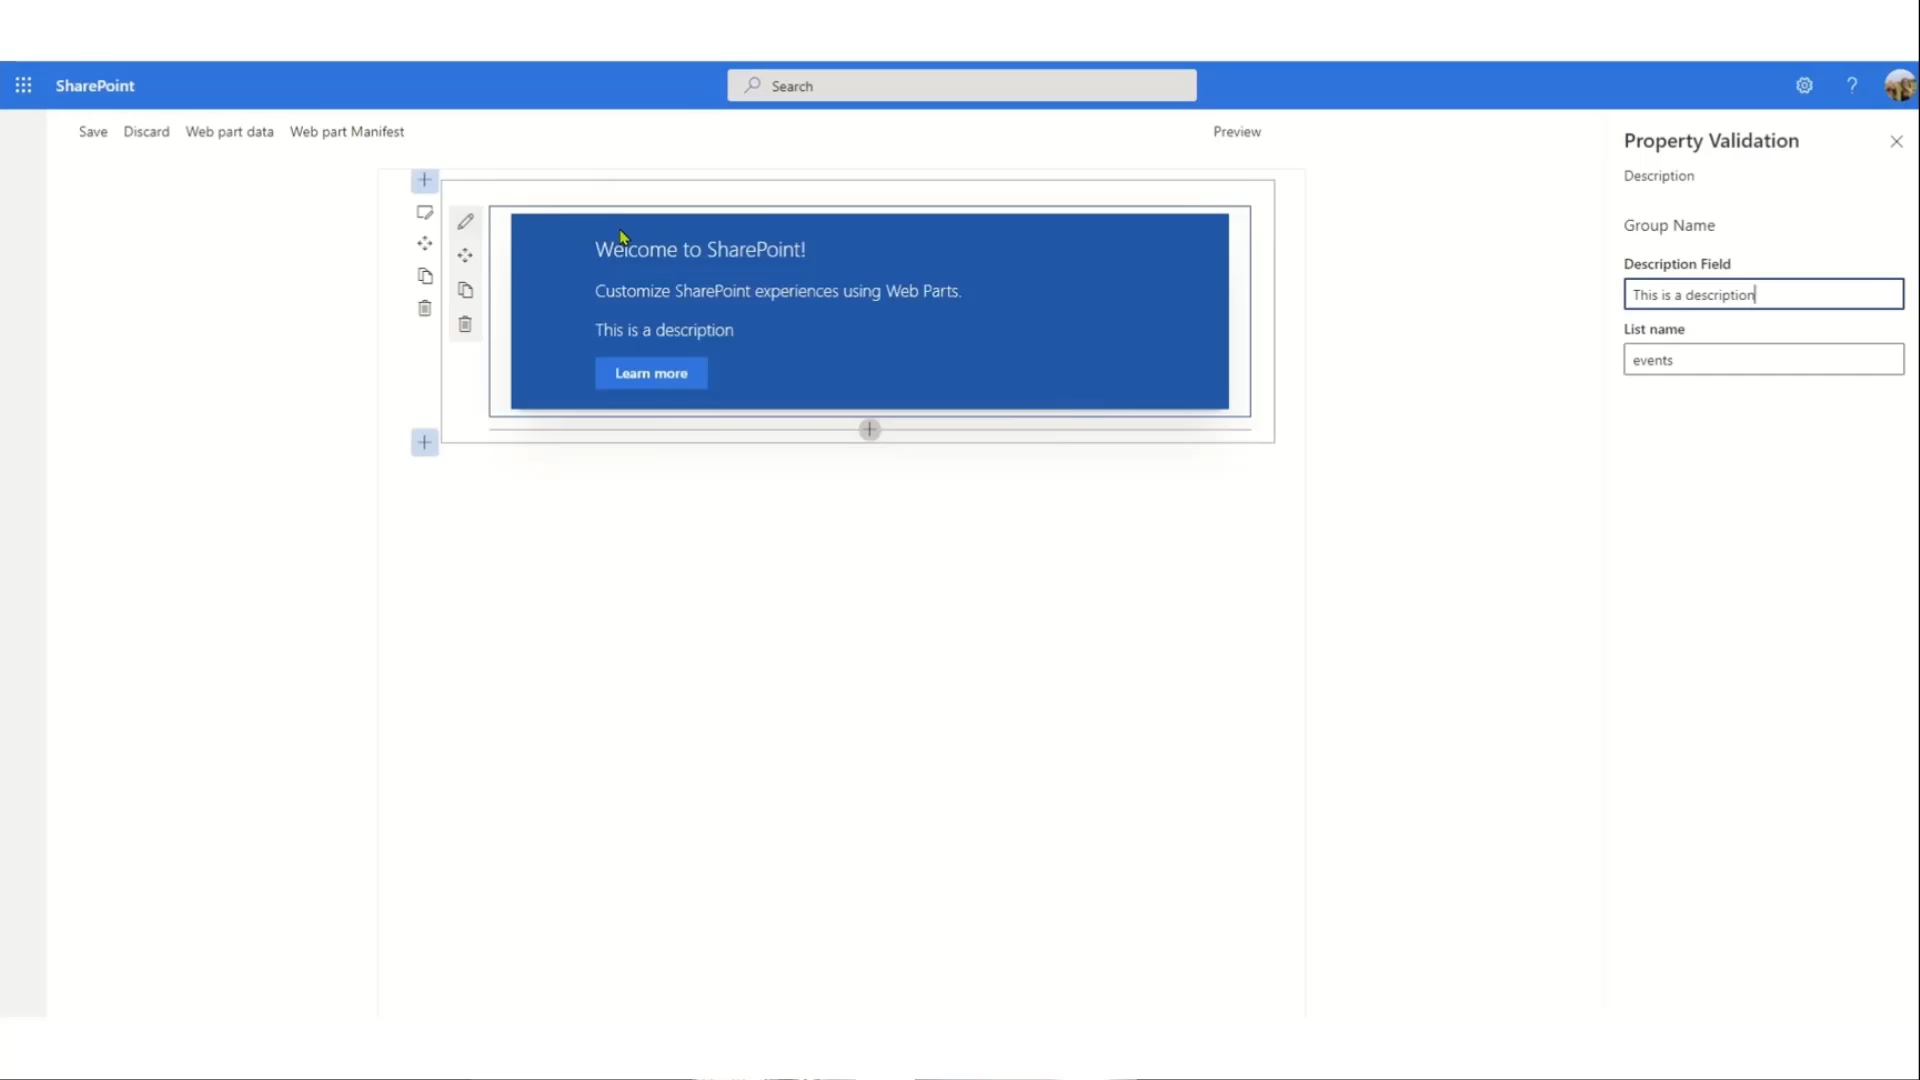 SharePoint
Search
?
Save Discard Web part data Web part Manifest
Preview
Property Validation
Description
Group Name
Description Field
This is a description
List name
events
Welcome to SharePoint!
Customize SharePoint experiences using Web Parts.
This is a description
Learn more